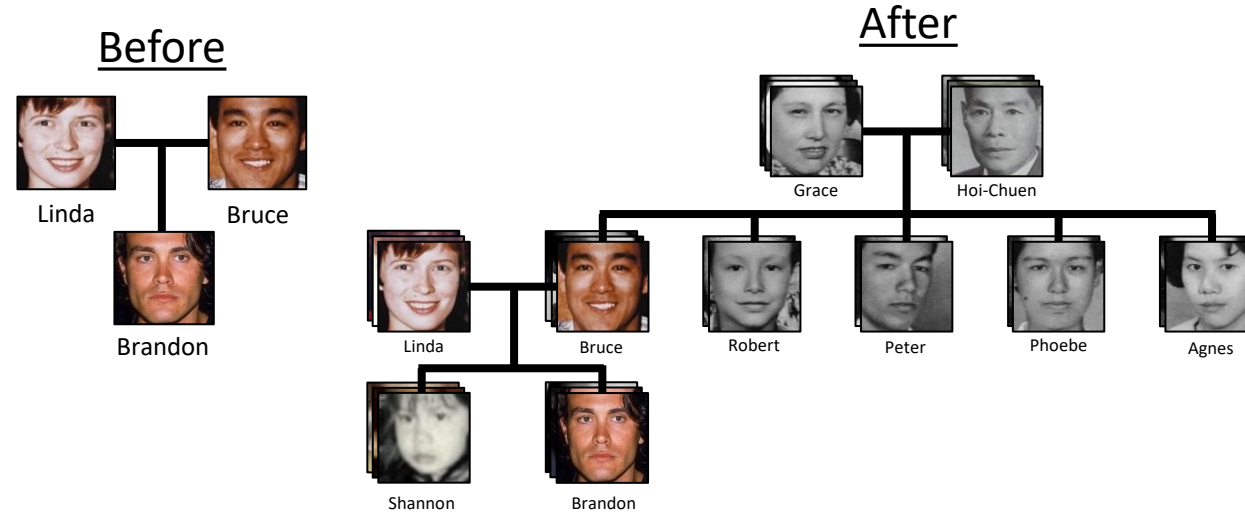 Before
Linda
Bruce
Brandon
After
Grace
Hoi-Chuen
Linda
Bruce
Robert
Peter
Phoebe
Agnes
Shannon
Brandon